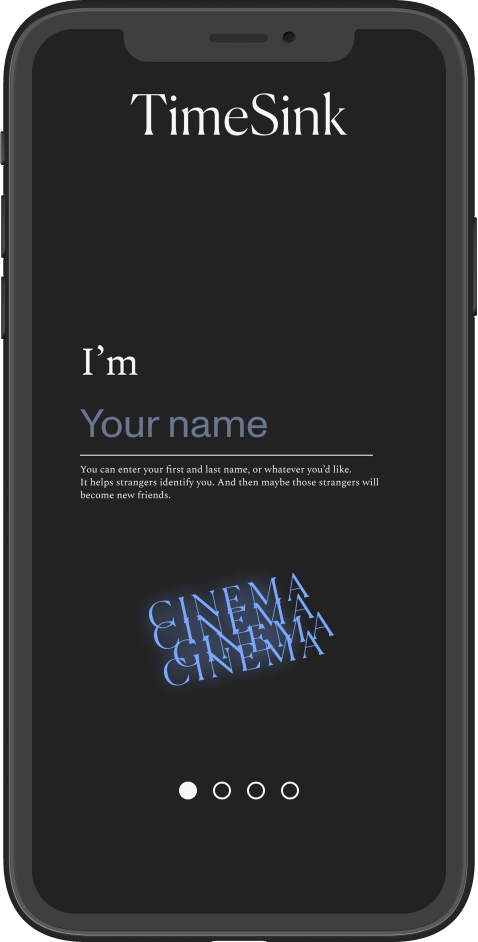 TimeSink
I’m
Your name
You can enter your first and last name, or whatever you’d like.
It helps strangers identify you. And then maybe those strangers will
become new friends.
CINEMA
CINEMA
CINEMA
CINEMA